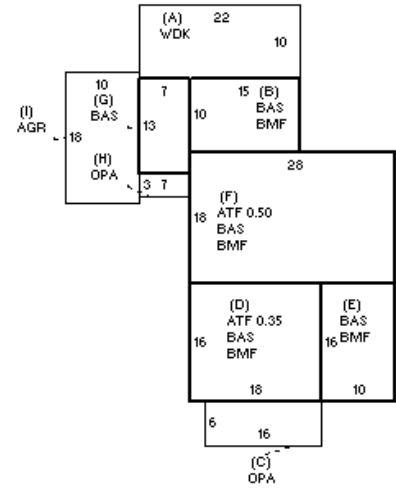 (A) 22
WDK
10
10
(G)
BAS
(I)
AGR
18
7
13
15 (B)
10 BAS
BMF
(H)
OPA
3 7
28
(F)
18 ATF 0.50
BAS
BMF
(D)
ATF 0.35
BAS
16 BMF
18
(E)
BAS
16 BMF
10
6
16
(C)
OPA